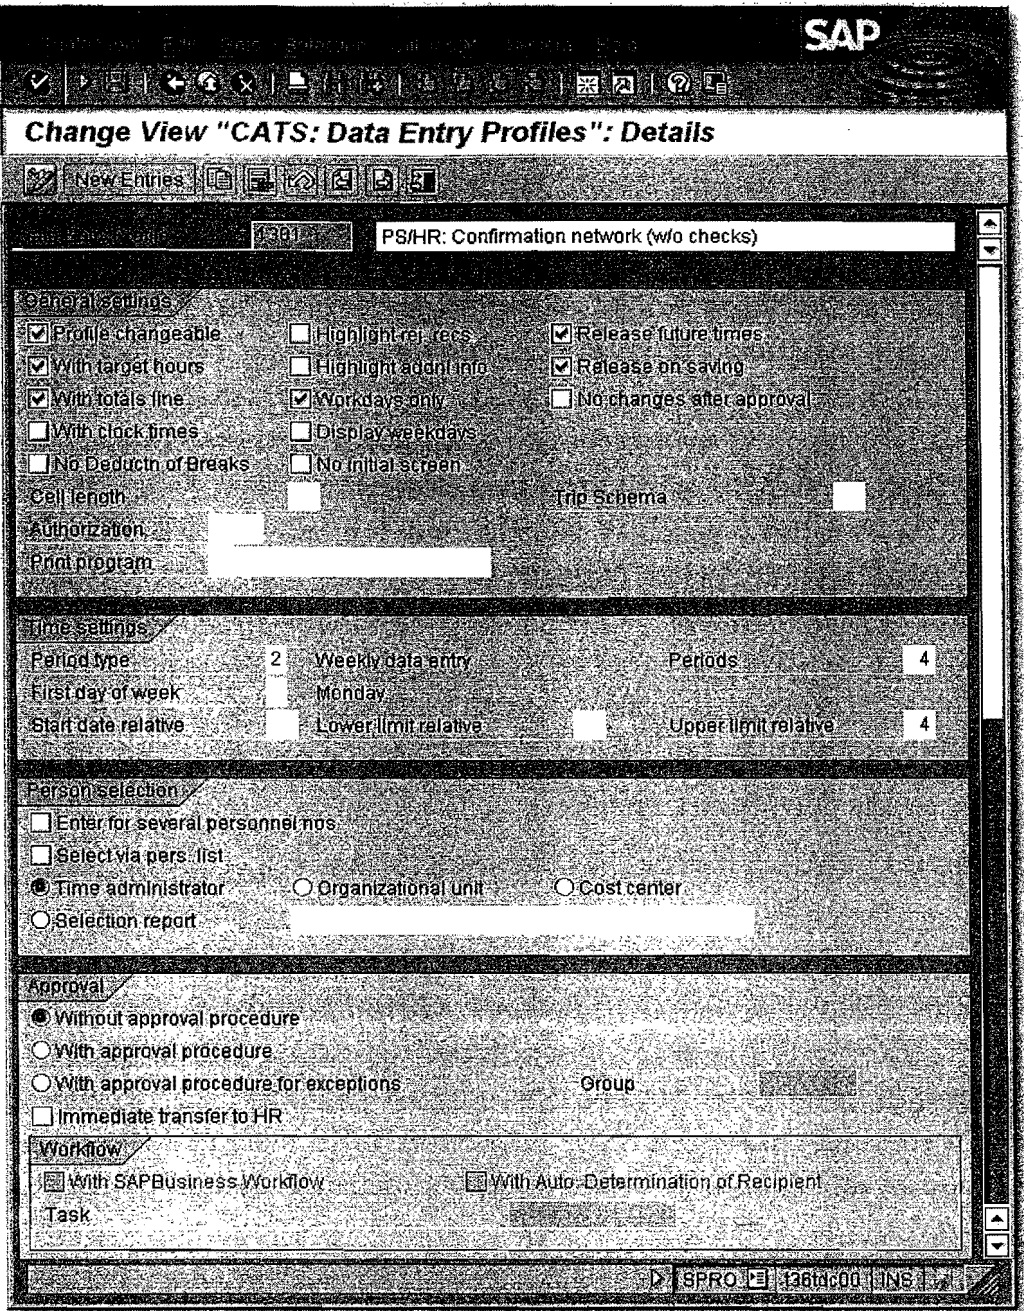 SAP
Change View "CATS: Data Entry Profiles": Details
New Entries
PS/HR: Confirmation network (w/o checks)
General settings
Profile changeable Highlight rej. recs Release future times
With target hours Highlight addnl info Release on saving
With totals line Workdays only No changes after approval
With clock times Display weekdays
No Deductn of Breaks No initial screen
Cell length Trip Schema
Authorization
Print program
Time settings
Period type 2 Weekly data entry Periods 4
First day of week Monday
Start date relative Lower limit relative Upper limit relative 4
Person selection
Enter for several personnel nos.
Select via pers. list
Time administrator Organizational unit Cost center
Selection report
Approval
Without approval procedure
With approval procedure
With approval procedure for exceptions Group
Immediate transfer to HR
Workflow
With SAPBusiness Workflow With Auto. Determination of Recipient
Task
SPRO INS